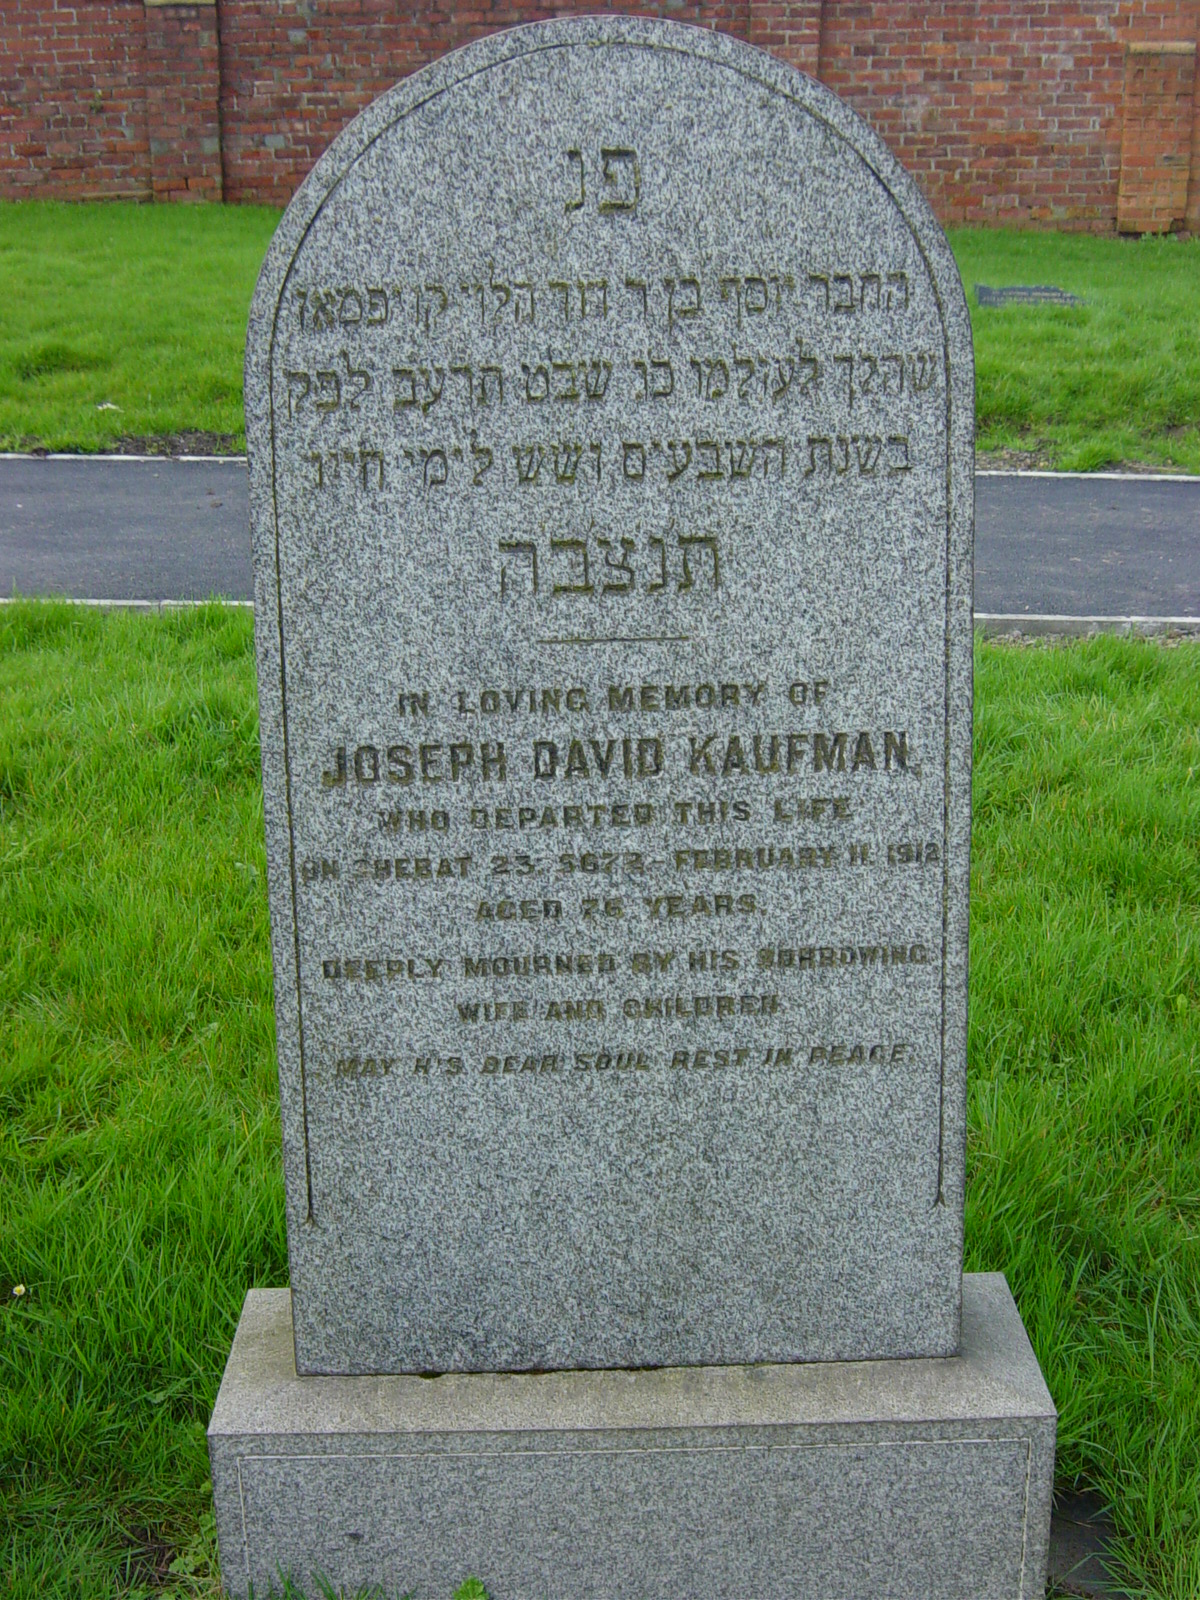 פנ
החבר יוסף בן ר דוד הלוי קויפמאן
שהלך לעולמו כג שבט תרעב לפק
בשנת השבעים ושש לימי חייו
תנצבה
IN LOVING MEMORY OF
JOSEPH DAVID KAUFMAN,
WHO DEPARTED THIS LIFE
ON SHEBAT 23. 5672 - FEBRUARY 11. 1912
AGED 76 YEARS.
DEEPLY MOURNED BY HIS SORROWING
WIFE AND CHILDREN.
MAY HIS DEAR SOUL REST IN PEACE.